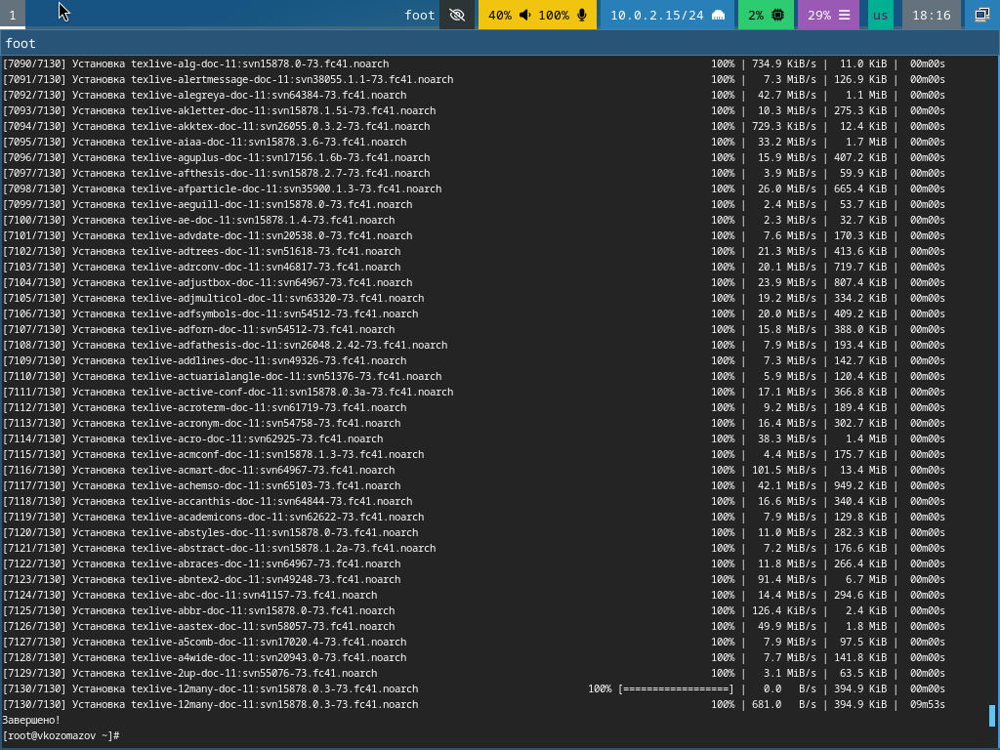 1 foot 40% 100% 10.0.2.15/24 2% 29% us 18:16
foot
[7090/7130] Установка texlive-alg-doc-11:svn15878.0-73.fc41.noarch 100% | 734.9 KiB/s | 11.0 KiB | 00m00s
[7091/7130] Установка texlive-alertmessage-doc-11:svn38055.1.1-73.fc41.noarch 100% | 7.3 MiB/s | 126.9 KiB | 00m00s
[7092/7130] Установка texlive-alegreya-doc-11:svn64384-73.fc41.noarch 100% | 42.7 MiB/s | 1.1 MiB | 00m00s
[7093/7130] Установка texlive-akletter-doc-11:svn15878.1.5i-73.fc41.noarch 100% | 10.3 MiB/s | 275.3 KiB | 00m00s
[7094/7130] Установка texlive-akktex-doc-11:svn26055.0.3.2-73.fc41.noarch 100% | 729.3 KiB/s | 12.4 KiB | 00m00s
[7095/7130] Установка texlive-aiaa-doc-11:svn15878.3.6-73.fc41.noarch 100% | 33.2 MiB/s | 1.7 MiB | 00m00s
[7096/7130] Установка texlive-aguplus-doc-11:svn17156.1.6b-73.fc41.noarch 100% | 15.9 MiB/s | 407.2 KiB | 00m00s
[7097/7130] Установка texlive-afthesis-doc-11:svn15878.2.7-73.fc41.noarch 100% | 3.9 MiB/s | 59.9 KiB | 00m00s
[7098/7130] Установка texlive-afparticle-doc-11:svn35900.1.3-73.fc41.noarch 100% | 26.0 MiB/s | 665.4 KiB | 00m00s
[7099/7130] Установка texlive-aeguill-doc-11:svn15878.0-73.fc41.noarch 100% | 2.4 MiB/s | 53.7 KiB | 00m00s
[7100/7130] Установка texlive-ae-doc-11:svn15878.1.4-73.fc41.noarch 100% | 2.3 MiB/s | 32.7 KiB | 00m00s
[7101/7130] Установка texlive-advdate-doc-11:svn20538.0-73.fc41.noarch 100% | 7.6 MiB/s | 170.3 KiB | 00m00s
[7102/7130] Установка texlive-adtrees-doc-11:svn51618-73.fc41.noarch 100% | 21.3 MiB/s | 413.6 KiB | 00m00s
[7103/7130] Установка texlive-adrconv-doc-11:svn46817-73.fc41.noarch 100% | 20.1 MiB/s | 719.7 KiB | 00m00s
[7104/7130] Установка texlive-adjustbox-doc-11:svn64967-73.fc41.noarch 100% | 23.9 MiB/s | 807.4 KiB | 00m00s
[7105/7130] Установка texlive-adjmulticol-doc-11:svn63320-73.fc41.noarch 100% | 19.2 MiB/s | 334.2 KiB | 00m00s
[7106/7130] Установка texlive-adfsymbols-doc-11:svn54512-73.fc41.noarch 100% | 20.0 MiB/s | 409.2 KiB | 00m00s
[7107/7130] Установка texlive-adforn-doc-11:svn54512-73.fc41.noarch 100% | 15.8 MiB/s | 388.0 KiB | 00m00s
[7108/7130] Установка texlive-adfathesis-doc-11:svn26048.2.42-73.fc41.noarch 100% | 7.9 MiB/s | 193.4 KiB | 00m00s
[7109/7130] Установка texlive-addlines-doc-11:svn49326-73.fc41.noarch 100% | 7.3 MiB/s | 142.7 KiB | 00m00s
[7110/7130] Установка texlive-actuarialangle-doc-11:svn51376-73.fc41.noarch 100% | 5.9 MiB/s | 120.4 KiB | 00m00s
[7111/7130] Установка texlive-active-conf-doc-11:svn15878.0.3a-73.fc41.noarch 100% | 17.1 MiB/s | 366.8 KiB | 00m00s
[7112/7130] Установка texlive-acroterm-doc-11:svn61719-73.fc41.noarch 100% | 9.2 MiB/s | 189.4 KiB | 00m00s
[7113/7130] Установка texlive-acronym-doc-11:svn54758-73.fc41.noarch 100% | 16.4 MiB/s | 302.7 KiB | 00m00s
[7114/7130] Установка texlive-acro-doc-11:svn62925-73.fc41.noarch 100% | 38.3 MiB/s | 1.4 MiB | 00m00s
[7115/7130] Установка texlive-acmconf-doc-11:svn15878.1.3-73.fc41.noarch 100% | 4.4 MiB/s | 175.7 KiB | 00m00s
[7116/7130] Установка texlive-acmart-doc-11:svn64967-73.fc41.noarch 100% | 101.5 MiB/s | 13.4 MiB | 00m00s
[7117/7130] Установка texlive-achemso-doc-11:svn65103-73.fc41.noarch 100% | 42.1 MiB/s | 949.2 KiB | 00m00s
[7118/7130] Установка texlive-accanthis-doc-11:svn64844-73.fc41.noarch 100% | 16.6 MiB/s | 340.4 KiB | 00m00s
[7119/7130] Установка texlive-academicons-doc-11:svn62622-73.fc41.noarch 100% | 7.9 MiB/s | 129.8 KiB | 00m00s
[7120/7130] Установка texlive-abstyles-doc-11:svn15878.0-73.fc41.noarch 100% | 11.0 MiB/s | 282.3 KiB | 00m00s
[7121/7130] Установка texlive-abstract-doc-11:svn15878.1.2a-73.fc41.noarch 100% | 7.2 MiB/s | 176.6 KiB | 00m00s
[7122/7130] Установка texlive-abraces-doc-11:svn64967-73.fc41.noarch 100% | 11.8 MiB/s | 266.4 KiB | 00m00s
[7123/7130] Установка texlive-abntex2-doc-11:svn49248-73.fc41.noarch 100% | 91.4 MiB/s | 6.7 MiB | 00m00s
[7124/7130] Установка texlive-abc-doc-11:svn41157-73.fc41.noarch 100% | 14.4 MiB/s | 294.6 KiB | 00m00s
[7125/7130] Установка texlive-abbr-doc-11:svn15878.0-73.fc41.noarch 100% | 126.4 KiB/s | 2.4 KiB | 00m00s
[7126/7130] Установка texlive-aastex-doc-11:svn58057-73.fc41.noarch 100% | 49.9 MiB/s | 1.8 MiB | 00m00s
[7127/7130] Установка texlive-a5comb-doc-11:svn17020.4-73.fc41.noarch 100% | 7.9 MiB/s | 97.5 KiB | 00m00s
[7128/7130] Установка texlive-a4wide-doc-11:svn20943.0-73.fc41.noarch 100% | 7.7 MiB/s | 141.8 KiB | 00m00s
[7129/7130] Установка texlive-2up-doc-11:svn55076-73.fc41.noarch 100% | 3.1 MiB/s | 63.5 KiB | 00m00s
[7130/7130] Установка texlive-12many-doc-11:svn15878.0.3-73.fc41.noarch 100% [==================] | 0.0 B/s | 394.9 KiB | 00m00s
[7130/7130] Установка texlive-12many-doc-11:svn15878.0.3-73.fc41.noarch 100% | 681.0 B/s | 394.9 KiB | 09m53s
Завершено!
[root@vkozomazov ~]#